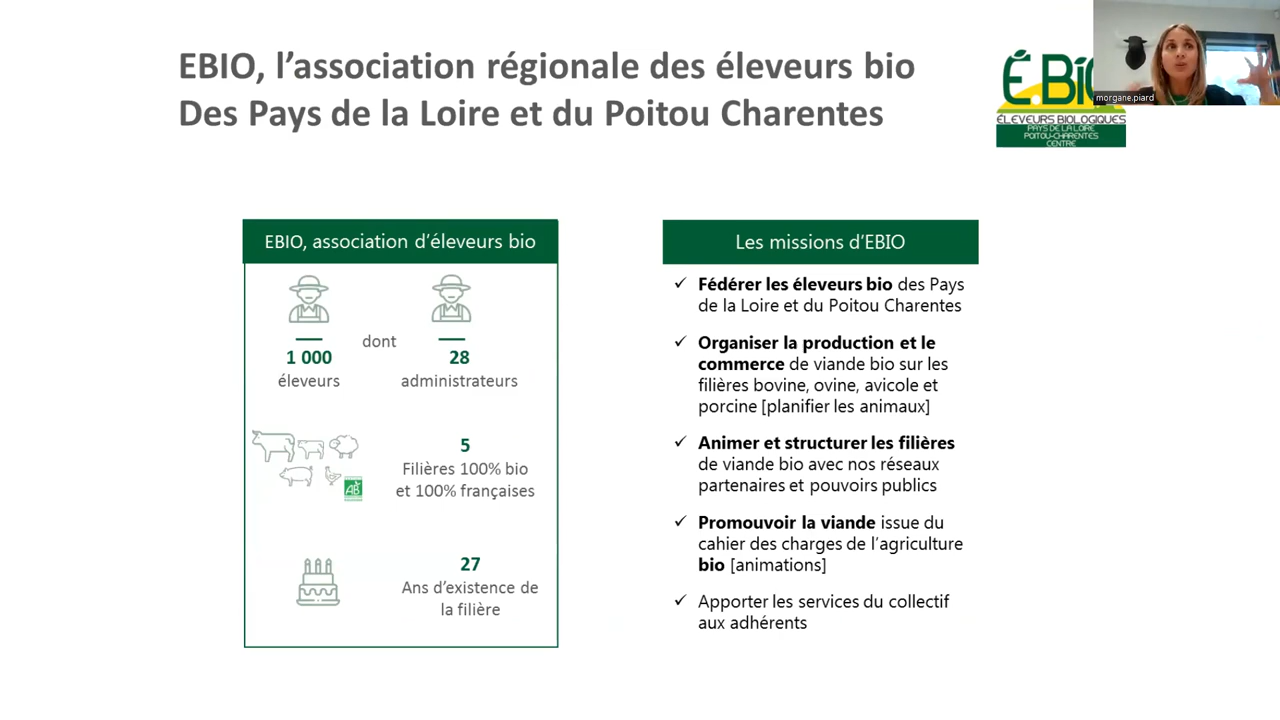 EBIO, l’association régionale des éleveurs bio
Des Pays de la Loire et du Poitou Charentes
É.Bi
ÉLEVEURS BIOLOGIQUES
PAYS DE LA LOIRE
POITOU-CHARENTES
CENTRE
morgane.piard
EBIO, association d’éleveurs bio
dont
1 000
éleveurs
28
administrateurs
5
Filières 100% bio
et 100% françaises
AB
27
Ans d’existence de
la filière
Les missions d’EBIO
✓ Fédérer les éleveurs bio des Pays
de la Loire et du Poitou Charentes
✓ Organiser la production et le
commerce de viande bio sur les
filières bovine, ovine, avicole et
porcine [planifier les animaux]
✓ Animer et structurer les filières
de viande bio avec nos réseaux
partenaires et pouvoirs publics
✓ Promouvoir la viande issue du
cahier des charges de l’agriculture
bio [animations]
✓ Apporter les services du collectif
aux adhérents